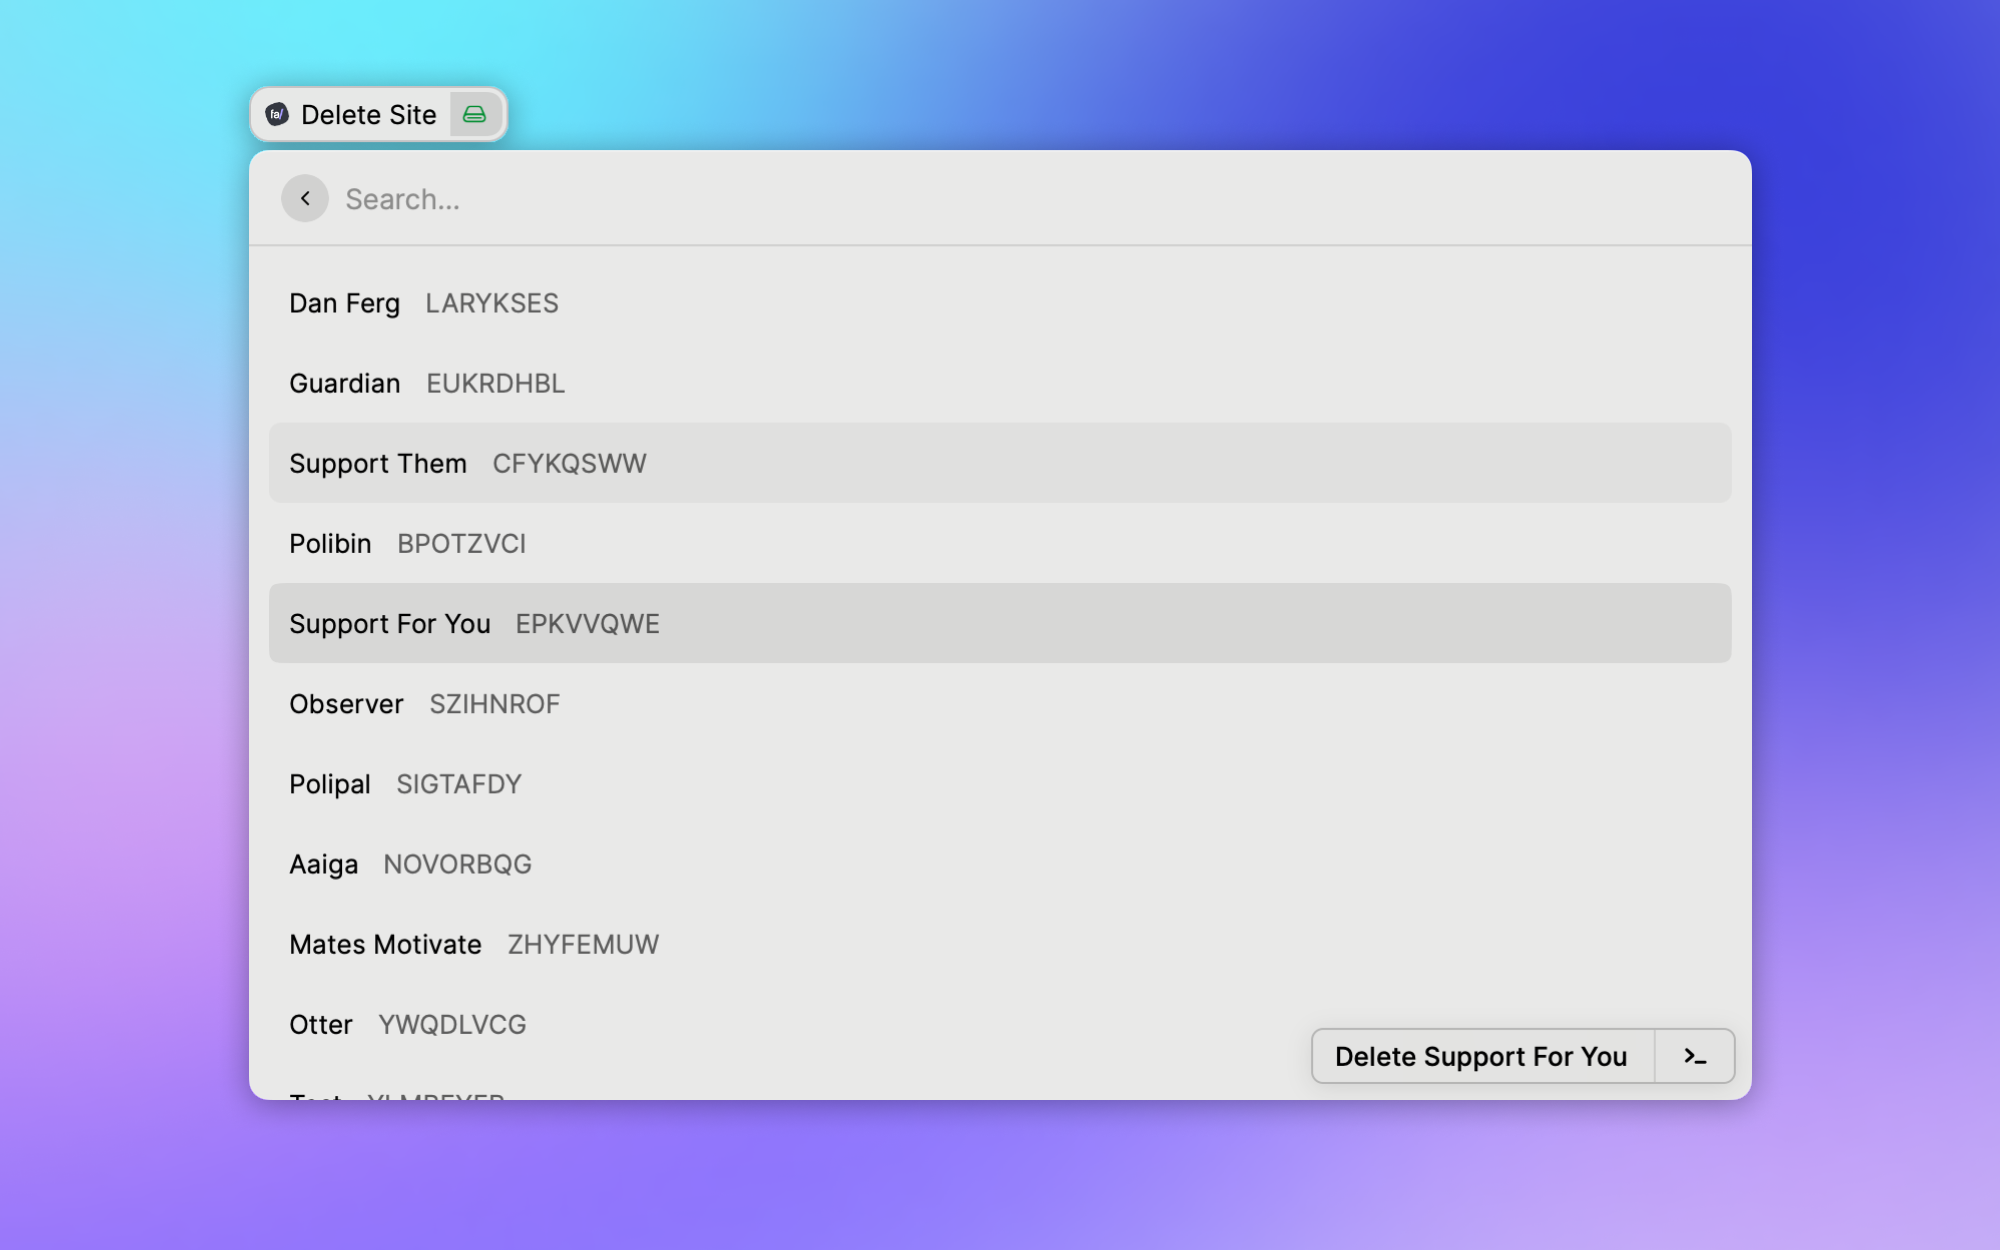 fa/ Delete Site
Search...
Dan Ferg LARYKSES
Guardian EUKRDHBL
Support Them CFYKQSWW
Polibin BPOTZVCI
Support For You EPKVVQWE
Observer SZIHNROF
Polipal SIGTAFDY
Aaiga NOVORBQG
Mates Motivate ZHYFEMUW
Otter YWQDLVCG
Delete Support For You >_